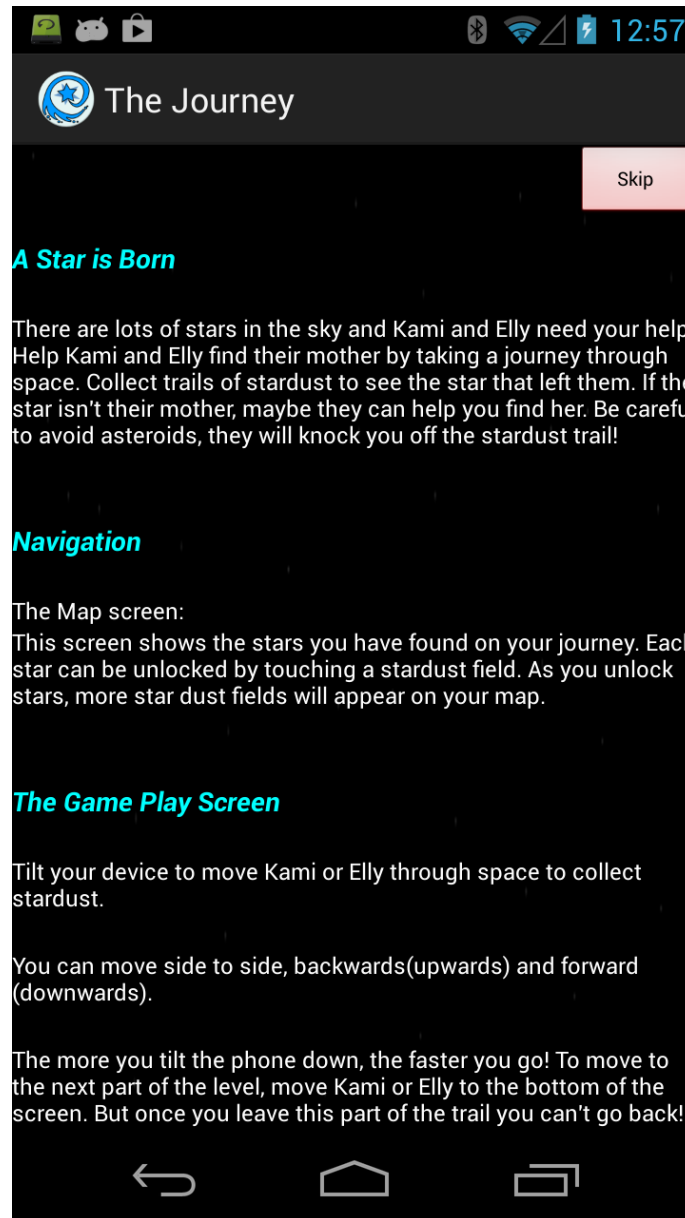 12:57
The Journey
Skip
A Star is Born
There are lots of stars in the sky and Kami and Elly need your help
Help Kami and Elly find their mother by taking a journey through
space. Collect trails of stardust to see the star that left them. If the
star isn't their mother, maybe they can help you find her. Be carefu
to avoid asteroids, they will knock you off the stardust trail!
Navigation
The Map screen:
This screen shows the stars you have found on your journey. Each
star can be unlocked by touching a stardust field. As you unlock
stars, more star dust fields will appear on your map.
The Game Play Screen
Tilt your device to move Kami or Elly through space to collect
stardust.
You can move side to side, backwards(upwards) and forward
(downwards).
The more you tilt the phone down, the faster you go! To move to
the next part of the level, move Kami or Elly to the bottom of the
screen. But once you leave this part of the trail you can't go back!